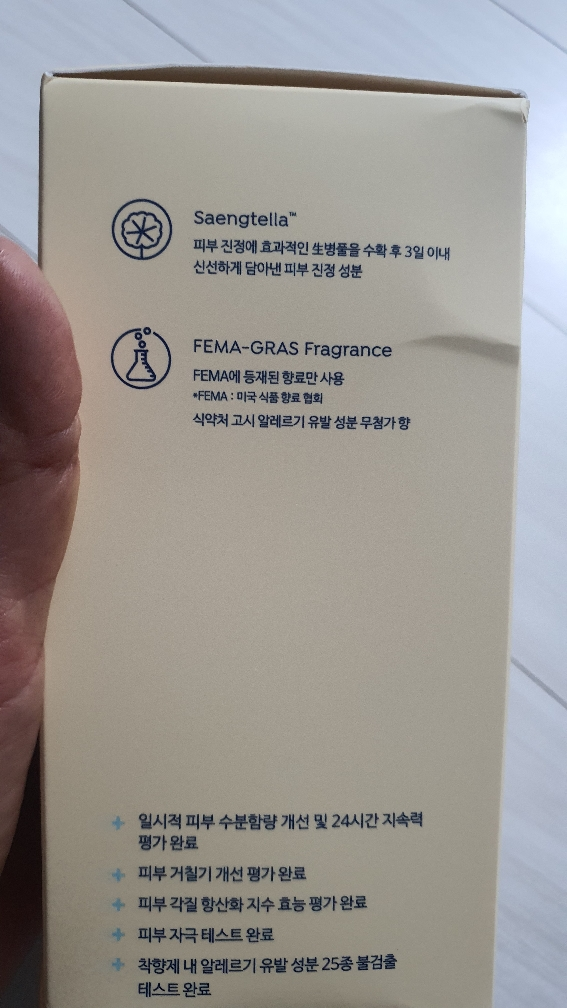 Saengtella™
피부 진정에 효과적인 生병풀을 수확 후 3일 이내
신선하게 담아낸 피부 진정 성분
FEMA-GRAS Fragrance
FEMA에 등재된 향료만 사용
*FEMA : 미국 식품 향료 협회
식약처 고시 알레르기 유발 성분 무첨가 향
+ 일시적 피부 수분함량 개선 및 24시간 지속력
평가 완료
+ 피부 거칠기 개선 평가 완료
+ 피부 각질 항산화 지수 효능 평가 완료
+ 피부 자극 테스트 완료
+ 착향제 내 알레르기 유발 성분 25종 불검출
테스트 완료